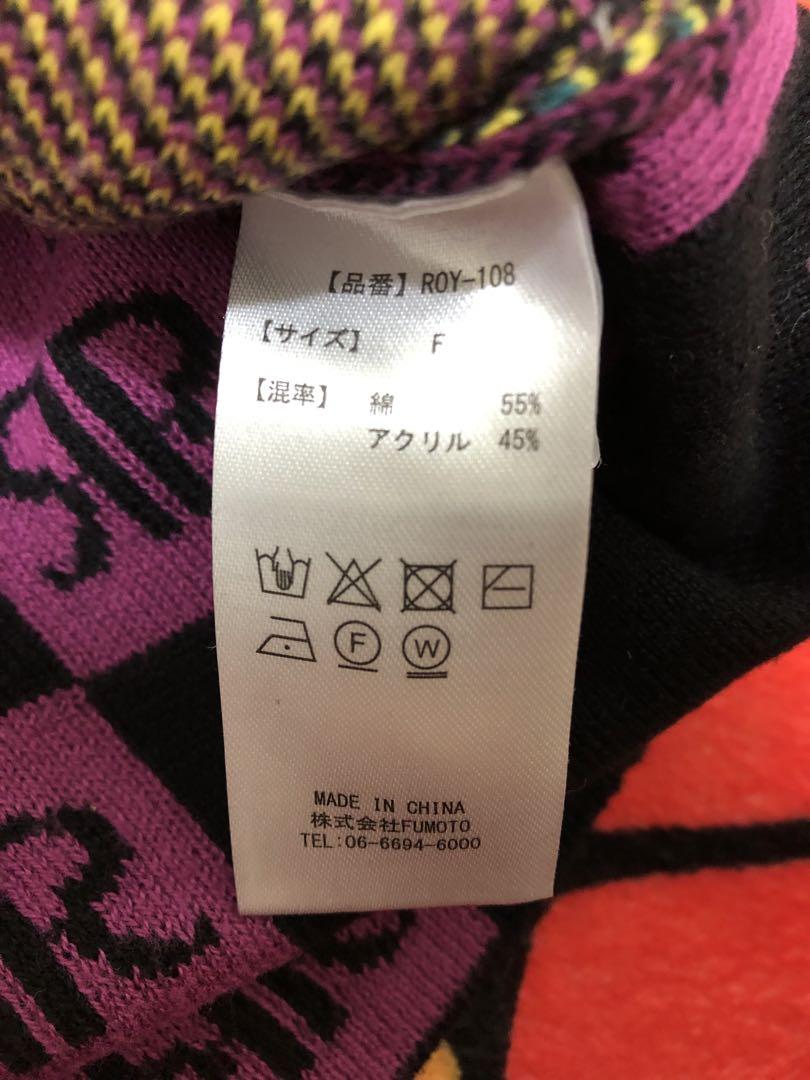 【品番】ROY-108
【サイズ】 F
【混率】 綿 55%
アクリル 45%
F W
MADE IN CHINA
株式会社FUMOTO
TEL:06-6694-6000